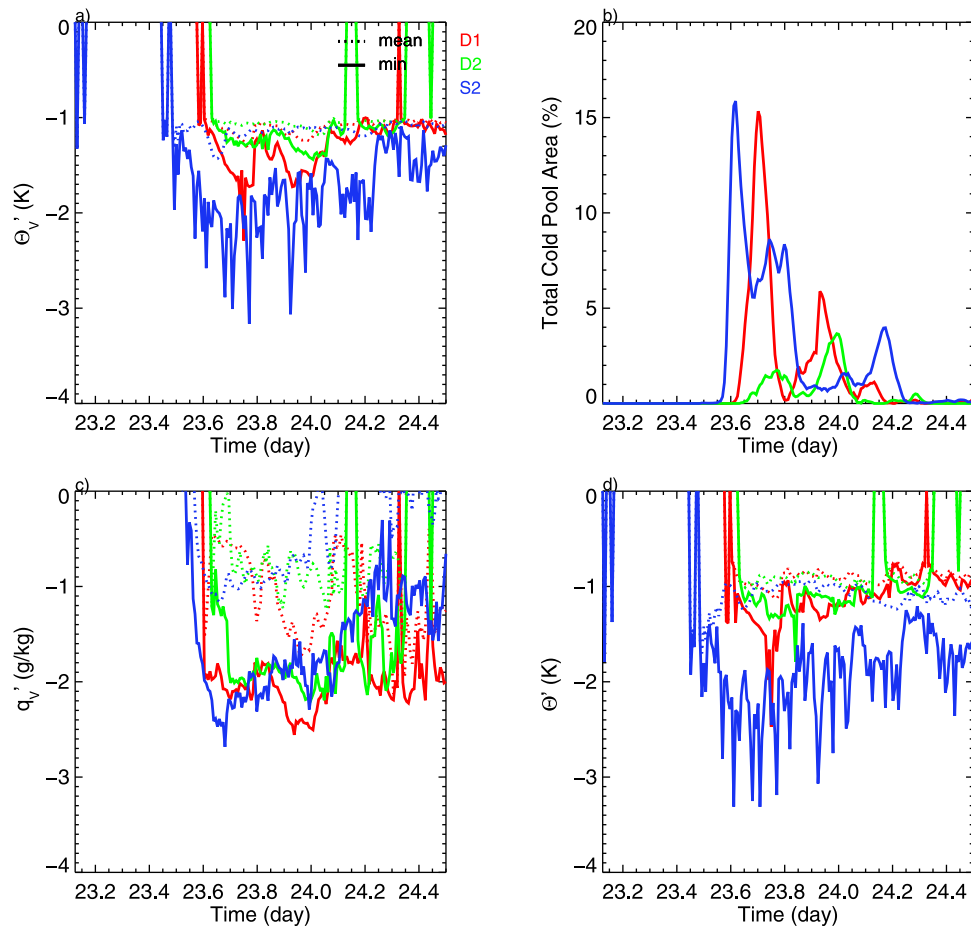 a)
0
−1
−2
−3
−4
Θv’ (K)
mean
min
D1
D2
S2
23.2 23.4 23.6 23.8 24.0 24.2 24.4
Time (day)
b)
20
15
10
5
0
Total Cold Pool Area (%)
23.2 23.4 23.6 23.8 24.0 24.2 24.4
Time (day)
c)
0
−1
−2
−3
−4
qv’ (g/kg)
23.2 23.4 23.6 23.8 24.0 24.2 24.4
Time (day)
d)
0
−1
−2
−3
−4
Θ’ (K)
23.2 23.4 23.6 23.8 24.0 24.2 24.4
Time (day)